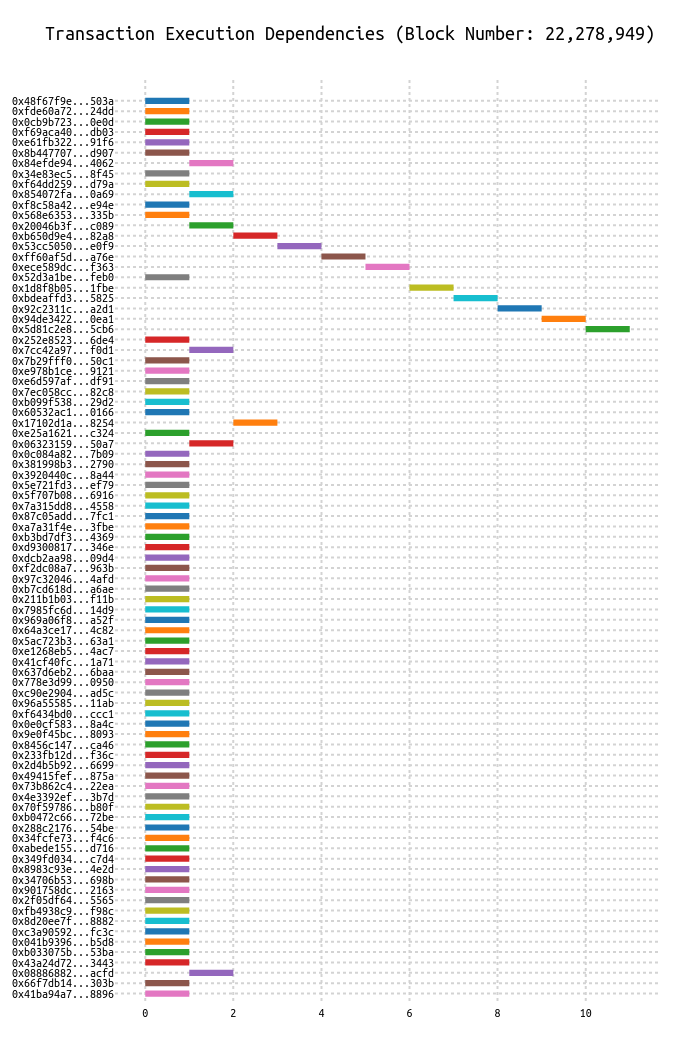 Transaction Execution Dependencies (Block Number: 22,278,949)
0x48f67f9e...503a
0xfde60a72...24dd
0x0cb9b723...0e0d
0xf69aca40...db03
0xe61fb322...91f6
0x8b447707...d907
0x84efde94...4062
0x34e83ec5...8f45
0xf64dd259...d79a
0x854072fa...0a69
0xf8c58a42...e94e
0x568e6353...335b
0x20046b3f...c089
0xb650d9e4...82a8
0x53cc5050...e0f9
0xff60af5d...a76e
0xece589dc...f363
0x52d3a1be...feb0
0x1d8f8b05...1fbe
0xbdeaffd3...5825
0x92c2311c...a2d1
0x94de3422...0ea1
0x5d81c2e8...5cb6
0x252e8523...6de4
0x7cc42a97...f0d1
0x7b29fff0...50c1
0xe978b1ce...9121
0xe6d597af...df91
0x7ec058cc...82c8
0xb099f538...29d2
0x60532ac1...0166
0x17102d1a...8254
0xe25a1621...c324
0x06323159...50a7
0x0c084a82...7b09
0x381998b3...2790
0x3920440c...8a44
0x5e721fd3...ef79
0x5f707b08...6916
0x7a315dd8...4558
0x87c05add...7fc1
0xa7a31f4e...3fbe
0xb3bd7df3...4369
0xd9300817...346e
0xdcb2aa98...09d4
0xf2dc08a7...963b
0x97c32046...4afd
0xb7cd618d...a6ae
0x211b1b03...f11b
0x7985fc6d...14d9
0x969a06f8...a52f
0x64a3ce17...4c82
0x5ac723b3...63a1
0xe1268eb5...4ac7
0x41cf40fc...1a71
0x637d6eb2...6baa
0x778e3d99...0950
0xc90e2904...ad5c
0x96a55585...11ab
0xf6434bd0...ccc1
0x0e0cf583...8a4c
0x9e0f45bc...8093
0x8456c147...ca46
0x233fb12d...f36c
0x2d4b5b92...6699
0x49415fef...875a
0x73b862c4...22ea
0x4e3392ef...3b7d
0x70f59786...b80f
0xb0472c66...72be
0x288c2176...54be
0x34fcfe73...f4c6
0xabede155...d716
0x349fd034...c7d4
0x8983c93e...4e2d
0x34706b53...698b
0x901758dc...2163
0x2f05df64...5565
0xfb4938c9...f98c
0x8d20ee7f...8882
0xc3a90592...fc3c
0x041b9396...b5d8
0xb033075b...53ba
0x43a24d72...3443
0x08886882...acfd
0x66f7db14...303b
0x41ba94a7...8896
0 2 4 6 8 10